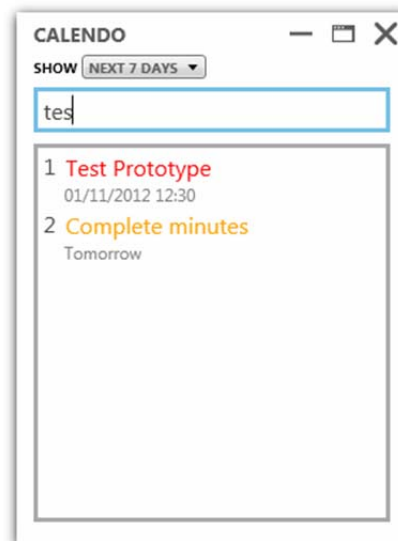 CALENDO
SHOW NEXT 7 DAYS
tes
1 Test Prototype
01/11/2012 12:30
2 Complete minutes
Tomorrow